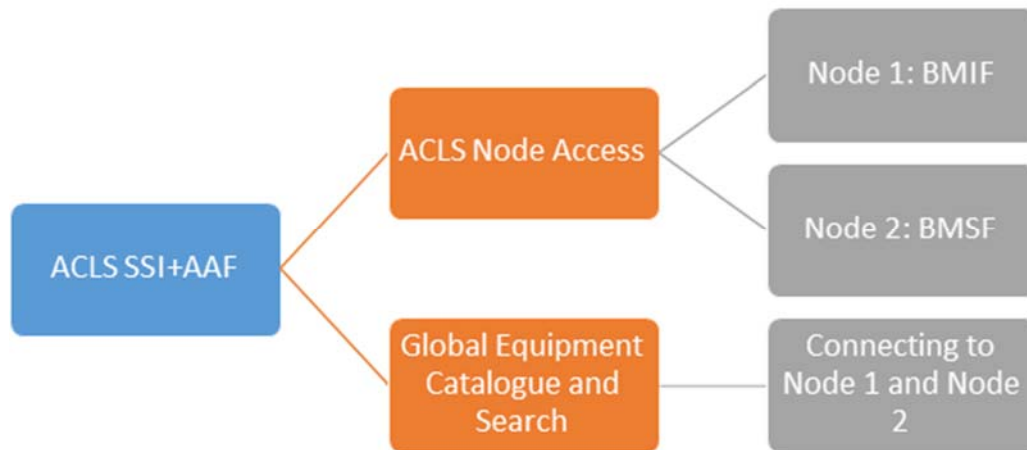 ACLS SSI+AAF
ACLS Node Access
Node 1: BMIF
Node 2: BMSF
Global Equipment
Catalogue and
Search
Connecting to
Node 1 and Node
2